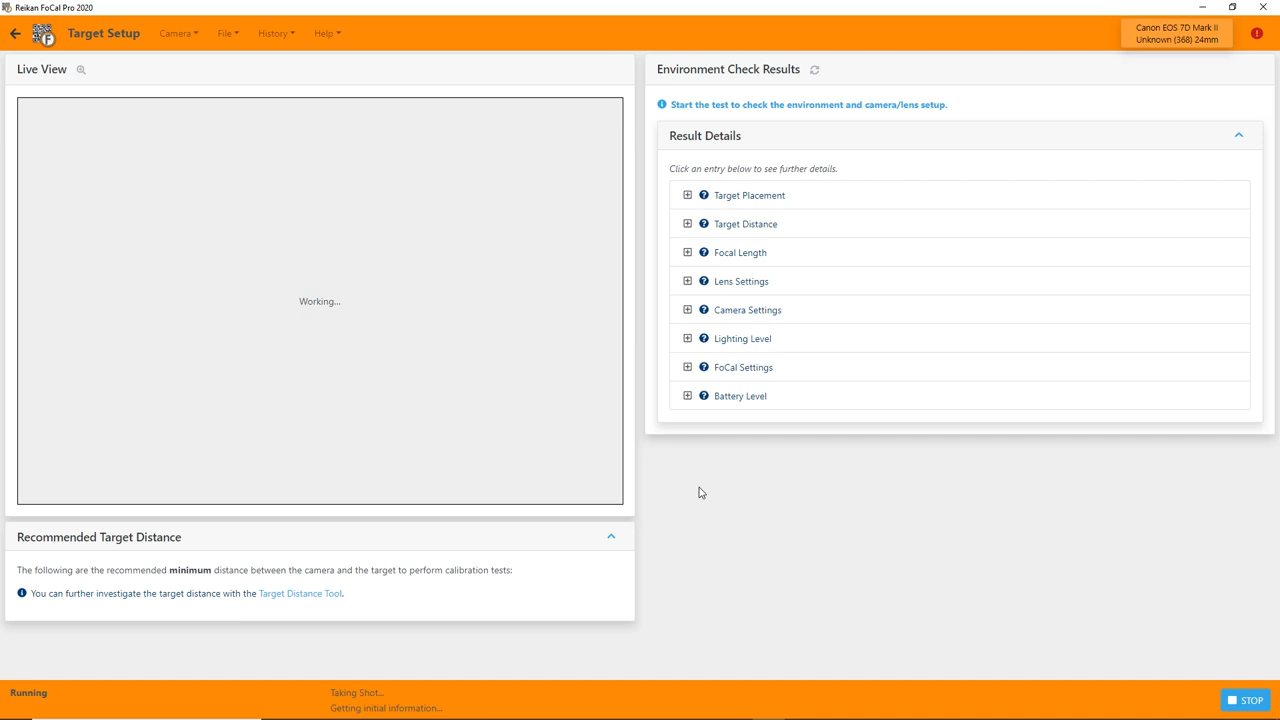 Reikan FoCal Pro 2020
Target Setup
Camera
File
History
Help
Canon EOS 7D Mark II
Unknown (368) 24mm
Live View
Working...
Recommended Target Distance
The following are the recommended minimum distance between the camera and the target to perform calibration tests:
You can further investigate the target distance with the Target Distance Tool.
Environment Check Results
Start the test to check the environment and camera/lens setup.
Result Details
Click an entry below to see further details.
Target Placement
Target Distance
Focal Length
Lens Settings
Camera Settings
Lighting Level
FoCal Settings
Battery Level
Running
Taking Shot...
Getting initial information...
STOP